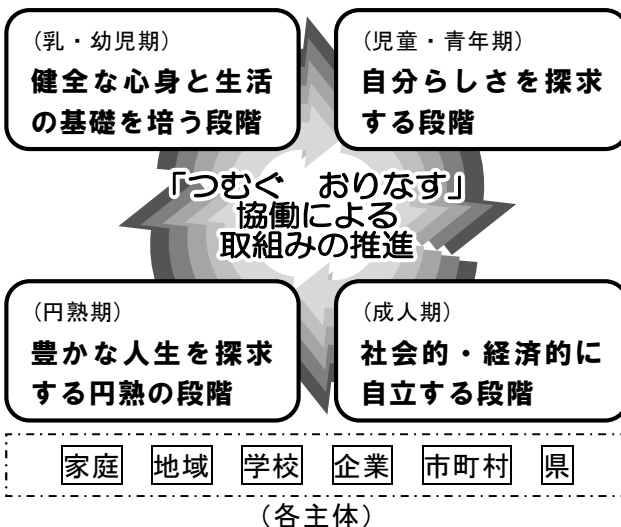 (乳・幼児期)
健全な心身と生活
の基礎を培う段階
(児童・青年期)
自分らしさを探求
する段階
「つむぐ　おりなす」
協働による
取組みの推進
(円熟期)
豊かな人生を探求
する円熟の段階
(成人期)
社会的・経済的に
自立する段階
家庭 地域 学校 企業 市町村 県
(各主体)